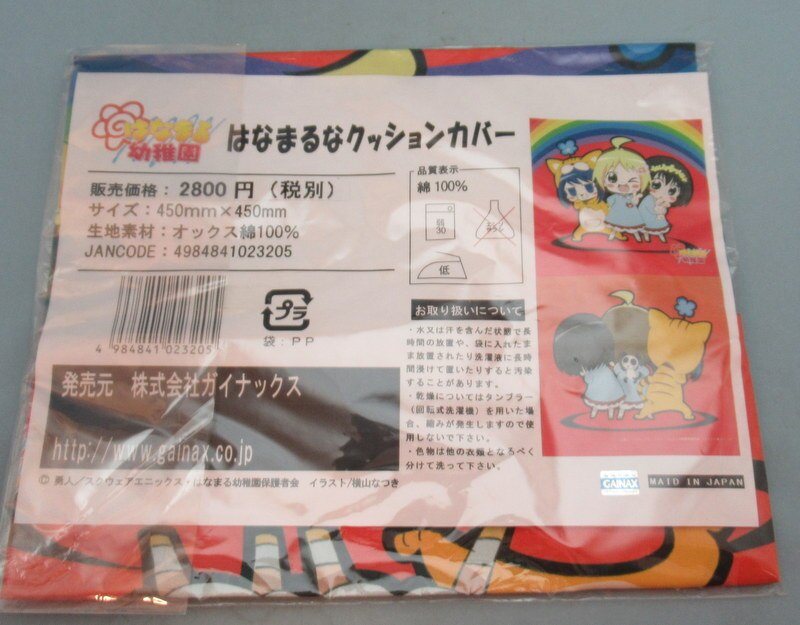 はなまる
幼稚園
はなまるなクッションカバー
販売価格：2800円（税別）
サイズ：450mm×450mm
生地素材：オックス綿100%
JANCODE：4984841023205
品質表示
綿 100%
弱
30
低
プラ
袋：PP
4 984841 023205
お取り扱いについて
・水又は汗を含んだ状態で長
時間の放置や、袋に入れたま
ま放置されたり洗濯液に長時
間浸けて置いたりすると汚染
することがあります。
・乾燥についてはタンブラー
(回転式洗濯機）を用いた場
合、縮みが発生しますので使
用しないで下さい。
・色物は他の衣類となるべく
分けて洗って下さい。
発売元 株式会社ガイナックス
http://www.gainax.co.jp
© 勇人／スクウェアエニックス・はなまる幼稚園保護者会 イラスト/横山なつき
GAINAX
MAID IN JAPAN